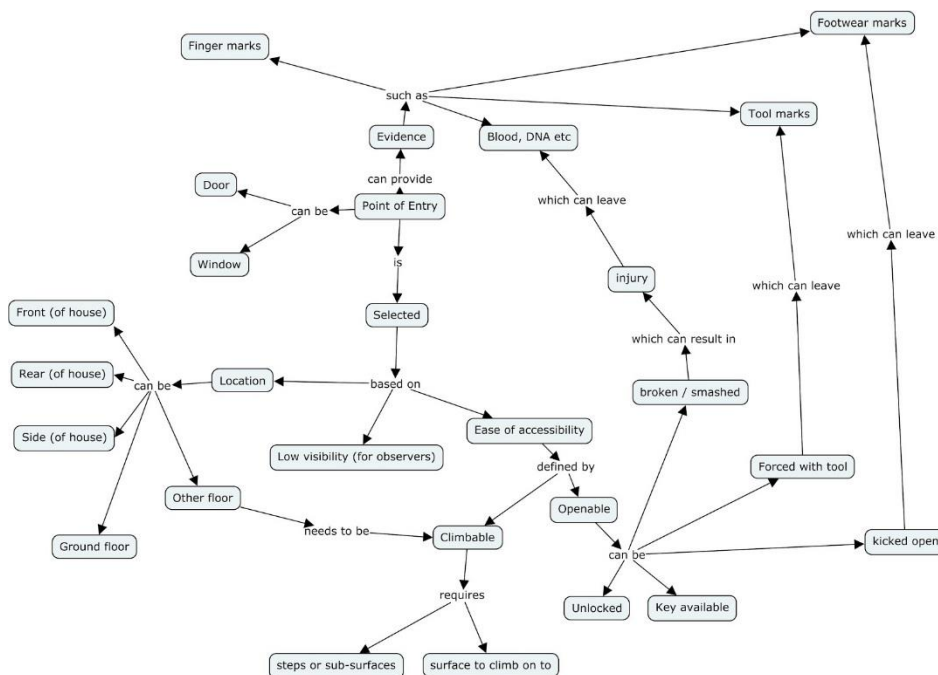 Footwear marks
Finger marks
such as
Tool marks
Evidence
Blood, DNA etc
can provide
Door
Point of Entry
can be
which can leave
which can leave
Window
is
injury
which can leave
Front (of house)
Selected
which can result in
Rear (of house)
can be
Location
based on
broken / smashed
Side (of house)
Ease of accessibility
Low visibility (for observers)
defined by
Forced with tool
Other floor
Openable
needs to be
Climbable
Ground floor
can be
kicked open
requires
Unlocked
Key available
steps or sub-surfaces
surface to climb on to